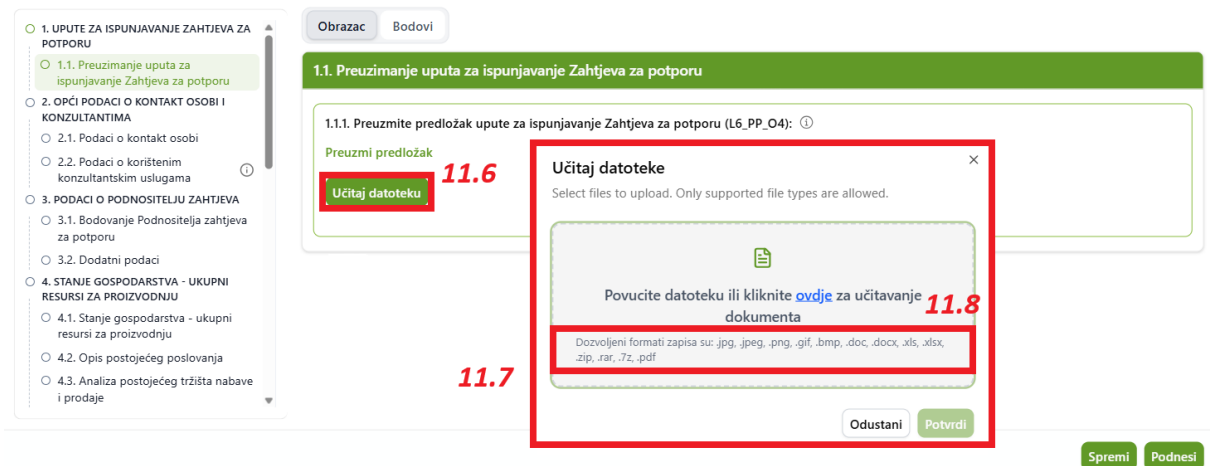 1. UPUTE ZA ISPUNJAVANJE ZAHTJEVA ZA
POTPORU
1.1. Preuzimanje uputa za
ispunjavanje Zahtjeva za potporu
2. OPĆI PODACI O KONTAKT OSOBI I
KONZULTANTIMA
2.1. Podaci o kontakt osobi
2.2. Podaci o korištenim
konzultantskim uslugama
3. PODACI O PODNOSITELJU ZAHTJEVA
3.1. Bodovanje Podnositelja zahtjeva
za potporu
3.2. Dodatni podaci
4. STANJE GOSPODARSTVA - UKUPNI
RESURSI ZA PROIZVODNJU
4.1. Stanje gospodarstva - ukupni
resursi za proizvodnju
4.2. Opis postojećeg poslovanja
4.3. Analiza postojećeg tržišta nabave
i prodaje
Obrazac Bodovi
1.1. Preuzimanje uputa za ispunjavanje Zahtjeva za potporu
1.1.1. Preuzmite predložak upute za ispunjavanje Zahtjeva za potporu (L6_PP_O4):
Preuzmi predložak
11.6
Učitaj datoteku
Učitaj datoteke
Select files to upload. Only supported file types are allowed.
Povucite datoteku ili kliknite ovdje za učitavanje
dokumenta
11.8
Dozvoljeni formati zapisa su: .jpg, .jpeg, .png, .gif, .bmp, .doc, .docx, .xls, .xlsx,
.zip, .rar, .7z, .pdf
11.7
Odustani Potvrdi
Spremi Podnesi